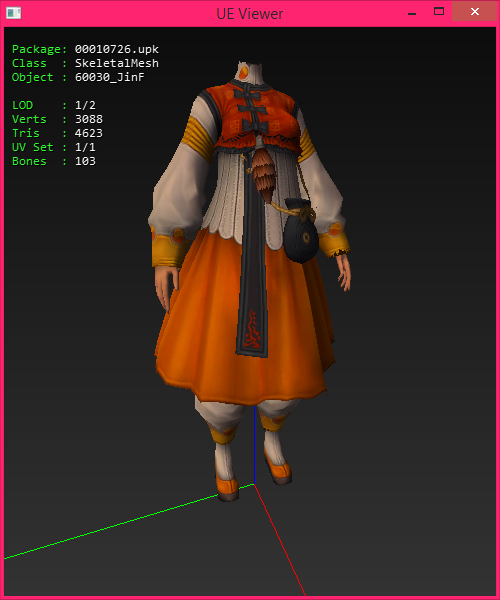 UE Viewer
Package: 00010726.upk
Class : SkeletalMesh
Object : 60030_JinF
LOD : 1/2
Verts : 3088
Tris : 4623
UV Set : 1/1
Bones : 103